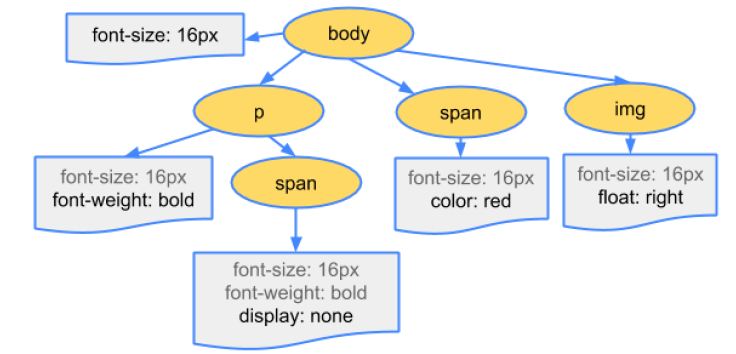 font-size: 16px
body
p
span
img
font-size: 16px
font-weight: bold
span
font-size: 16px
color: red
font-size: 16px
float: right
font-size: 16px
font-weight: bold
display: none